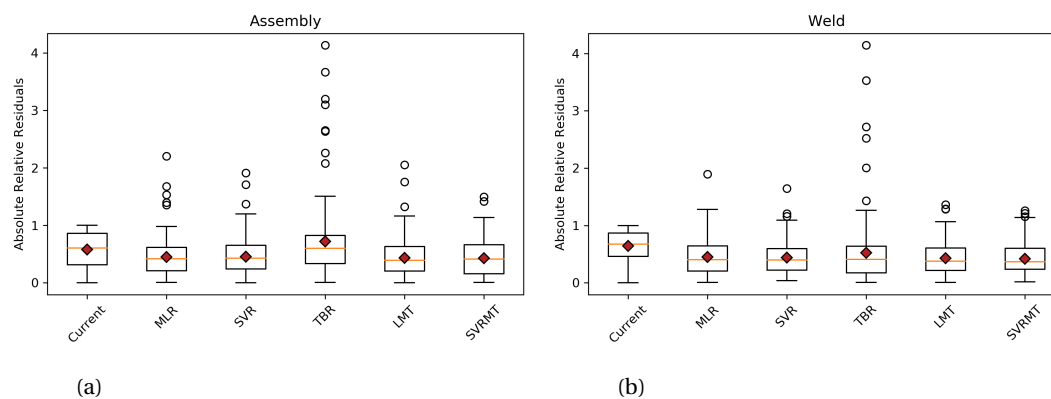 Assembly
Absolute Relative Residuals
4
3
2
1
0
Current MLR SVR TBR LMT SVRMT
(a)
Weld
Absolute Relative Residuals
4
3
2
1
0
Current MLR SVR TBR LMT SVRMT
(b)